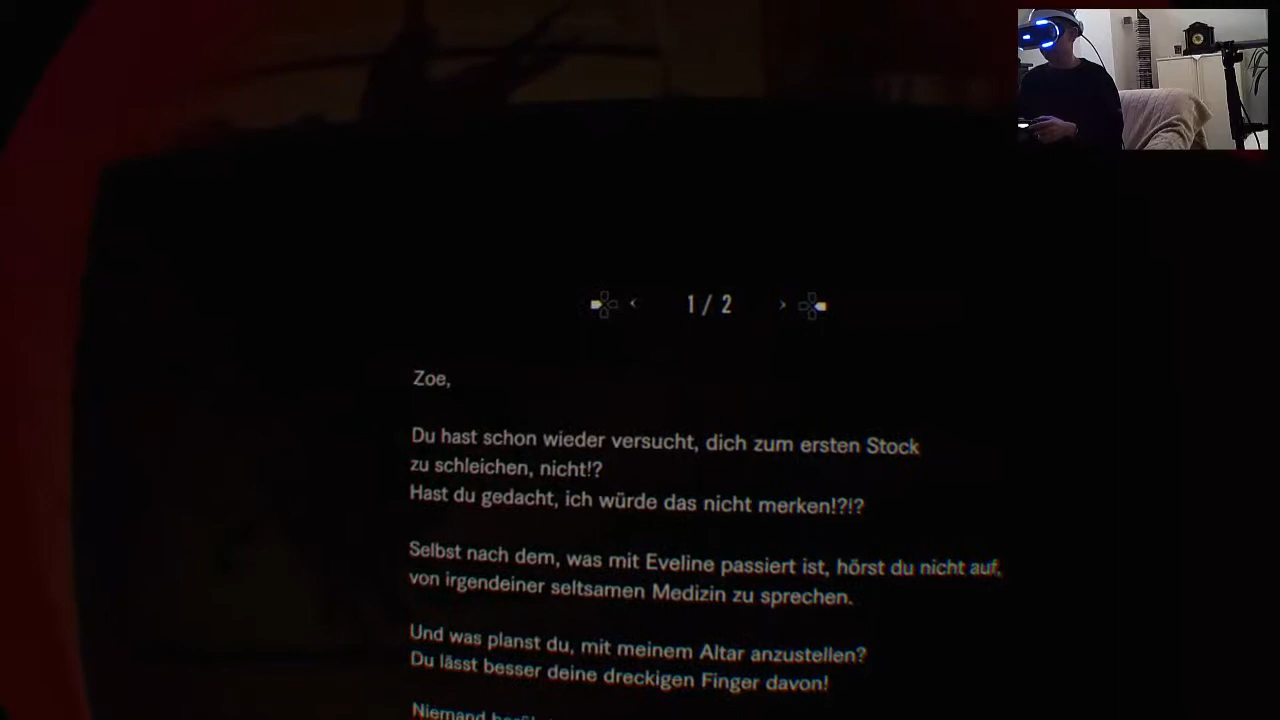 1 / 2
Zoe,
Du hast schon wieder versucht, dich zum ersten Stock
zu schleichen, nicht!?
Hast du gedacht, ich würde das nicht merken!?!?
Selbst nach dem, was mit Eveline passiert ist, hörst du nicht auf,
von irgendeiner seltsamen Medizin zu sprechen.
Und was planst du, mit meinem Altar anzustellen?
Du lässt besser deine dreckigen Finger davon!
Niemand